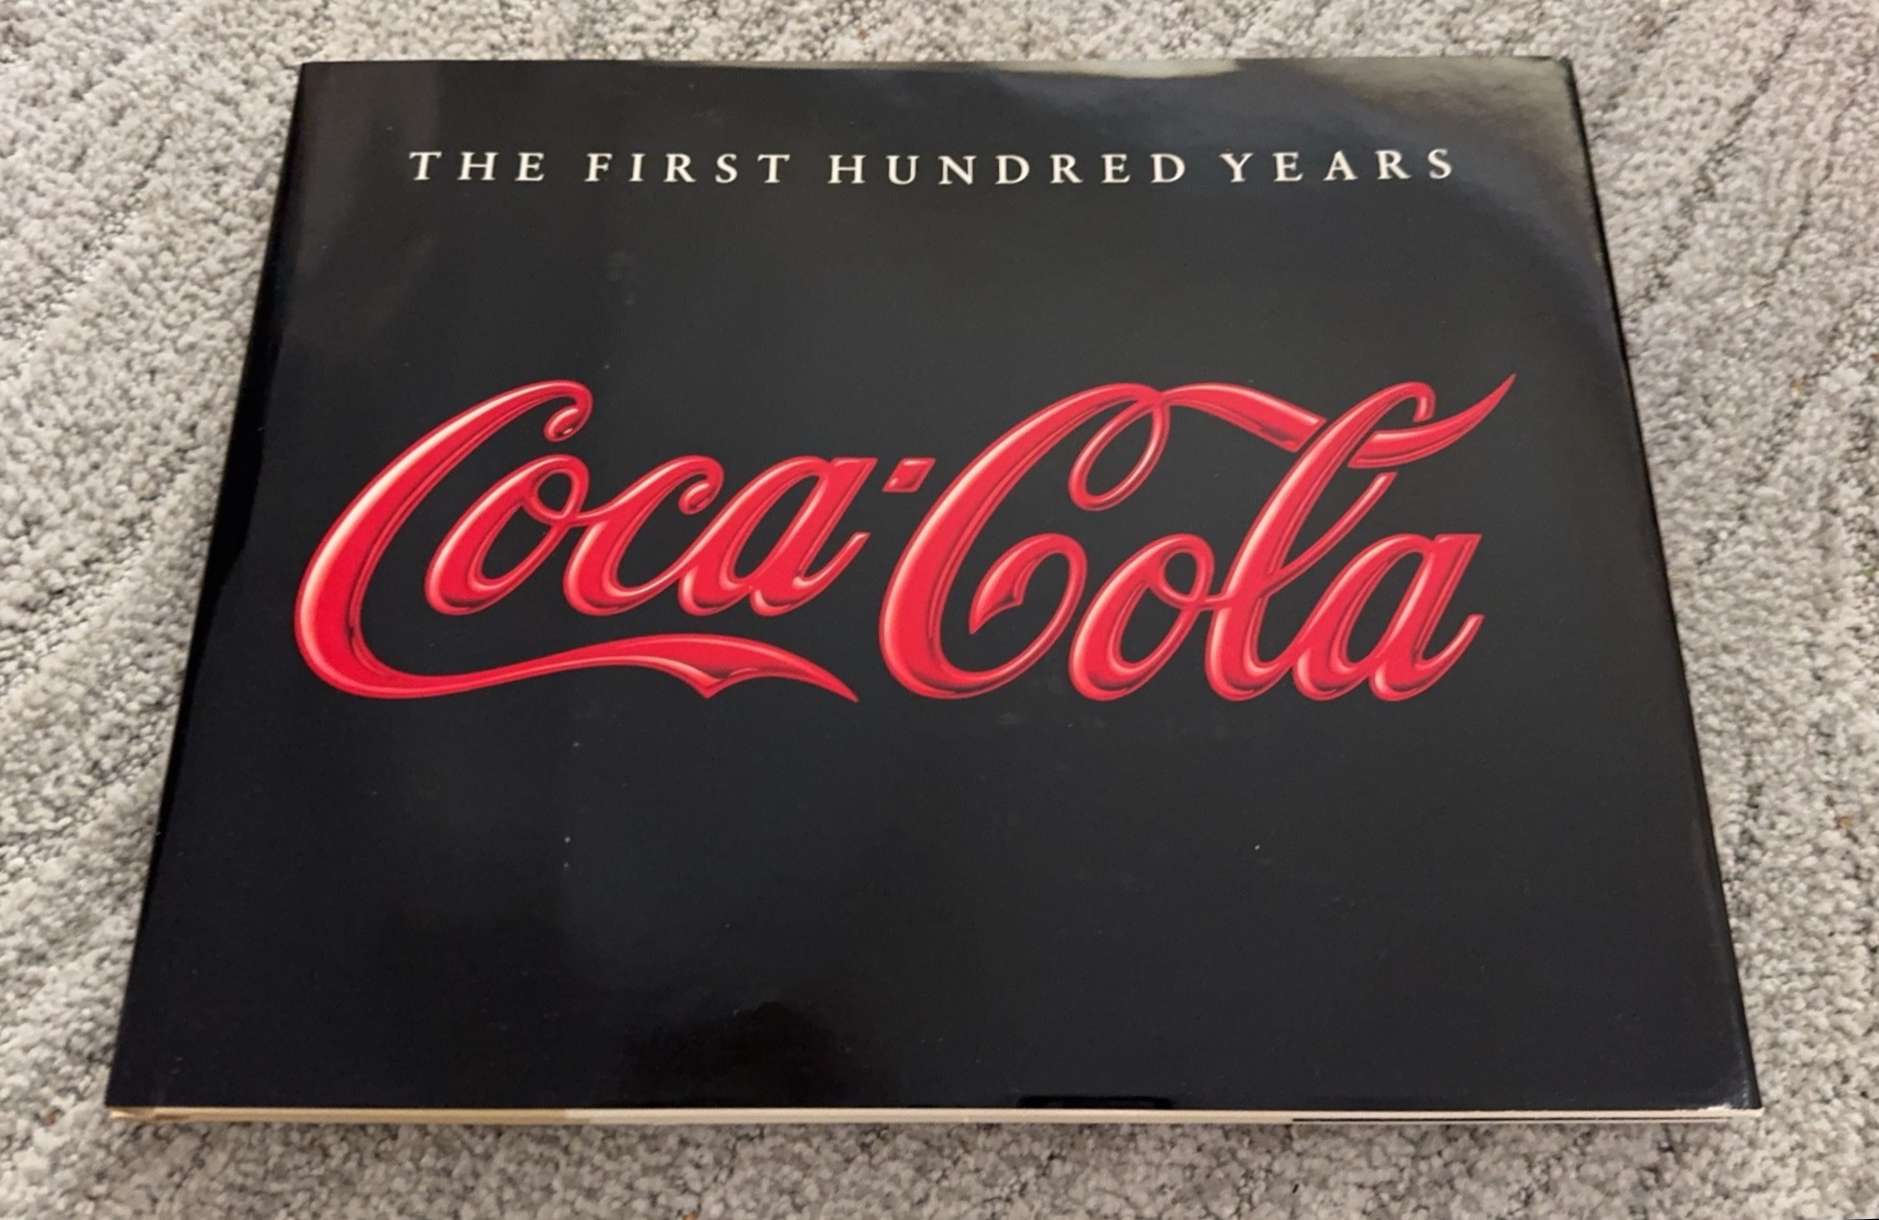 THE FIRST HUNDRED YEARS
Coca-Cola